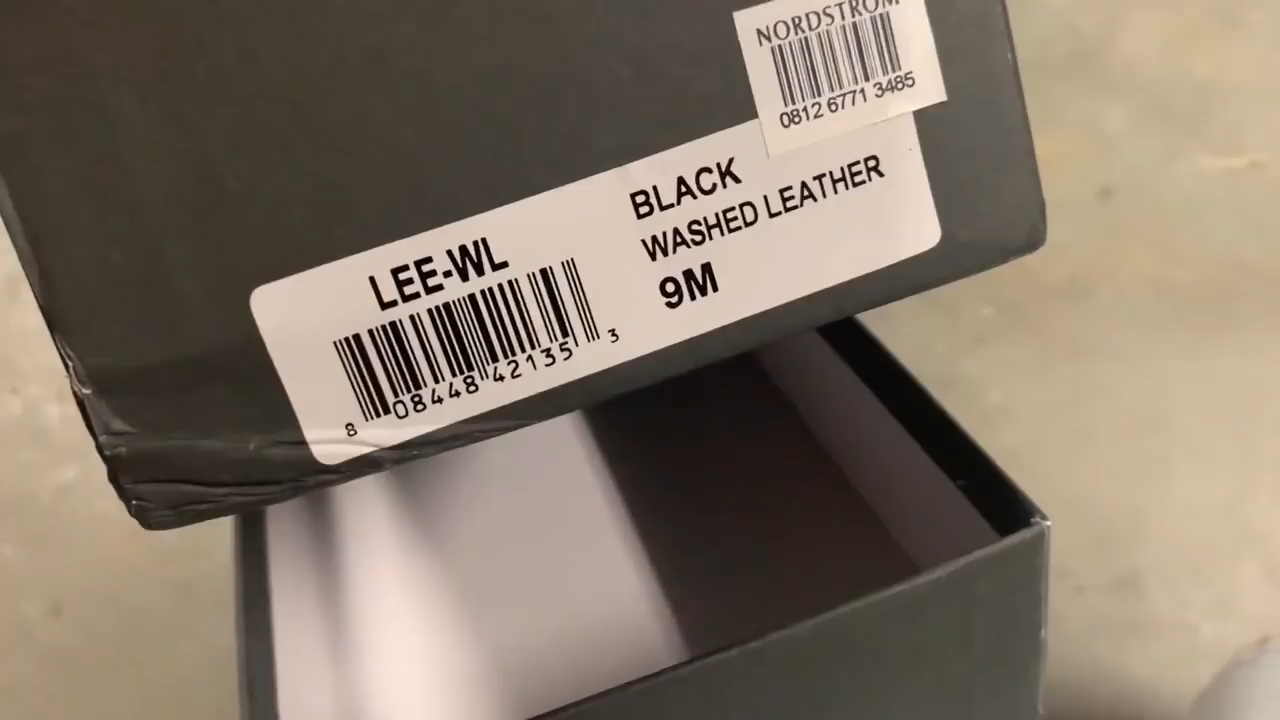 NORDSTROM
0812 6771 3485
BLACK
WASHED LEATHER
9M
LEE-WL
8 08448 42135 3